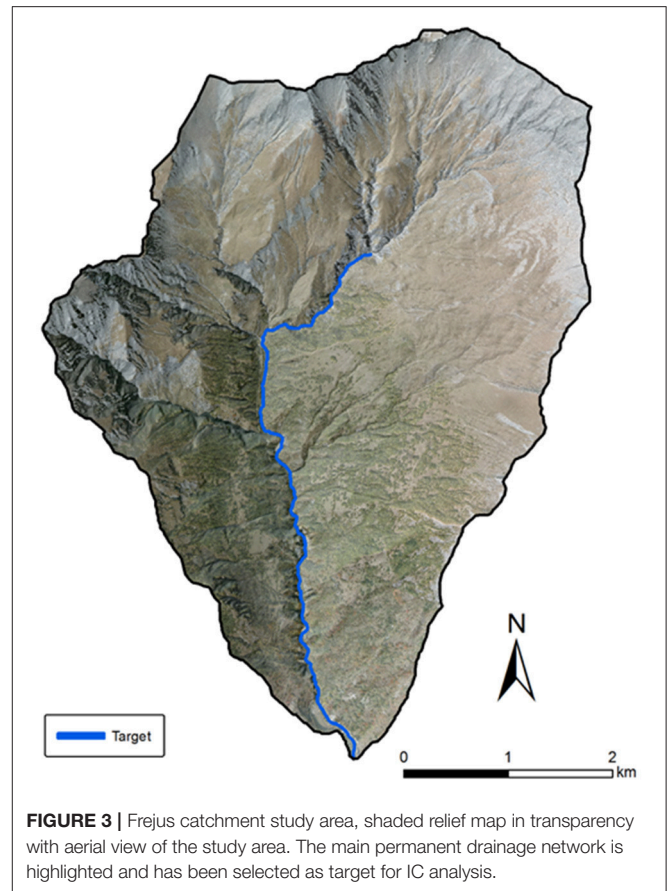 N
Target
0 1 2
km
FIGURE 3 | Frejus catchment study area, shaded relief map in transparency
with aerial view of the study area. The main permanent drainage network is
highlighted and has been selected as target for IC analysis.